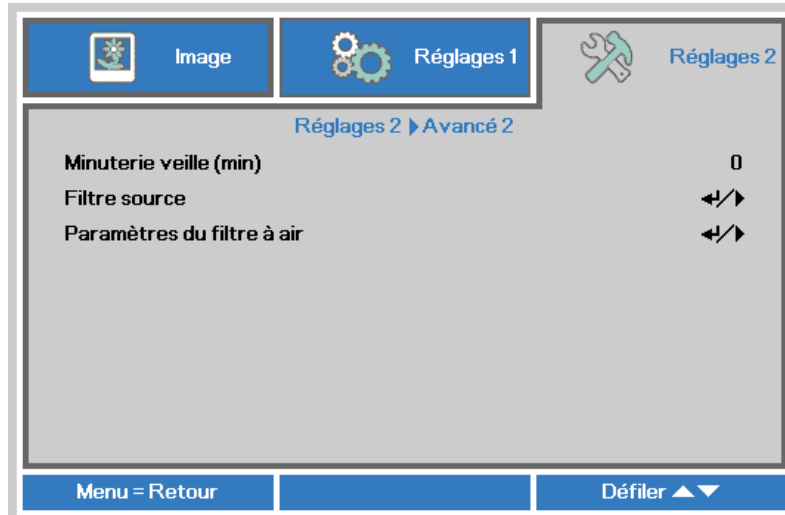 Image
Réglages 1
Réglages 2
Réglages 2 ▶ Avancé 2
Minuterie veille (min) 0
Filtre source ↵/▶
Paramètres du filtre à air ↵/▶
Menu = Retour
Défiler ▲▼